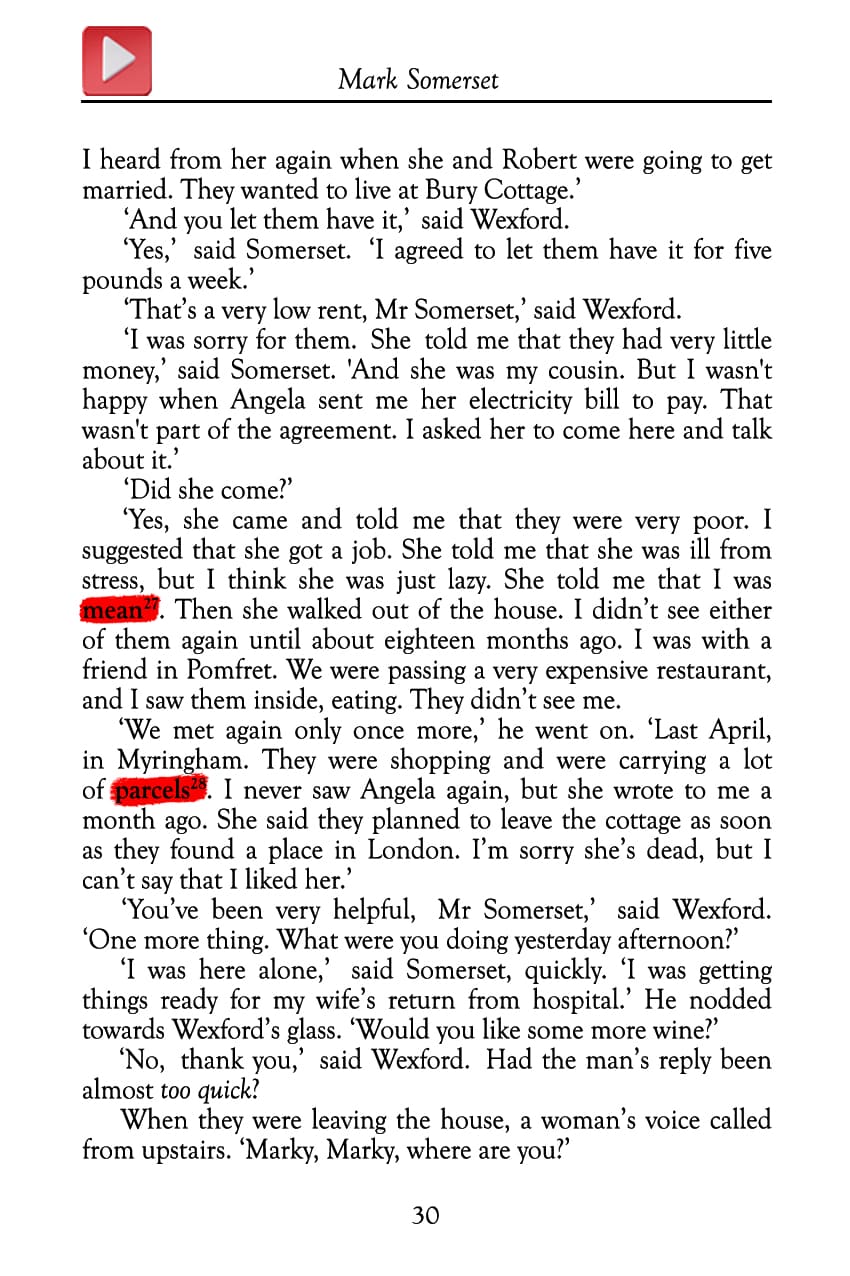 Mark Somerset
I heard from her again when she and Robert were going to get
married. They wanted to live at Bury Cottage.’
‘And you let them have it,’ said Wexford.
‘Yes,’ said Somerset. ‘I agreed to let them have it for five
pounds a week.’
‘That’s a very low rent, Mr Somerset,’ said Wexford.
‘I was sorry for them. She told me that they had very little
money,’ said Somerset. 'And she was my cousin. But I wasn't
happy when Angela sent me her electricity bill to pay. That
wasn't part of the agreement. I asked her to come here and talk
about it.’
‘Did she come?’
‘Yes, she came and told me that they were very poor. I
suggested that she got a job. She told me that she was ill from
stress, but I think she was just lazy. She told me that I was
mean²⁷. Then she walked out of the house. I didn’t see either
of them again until about eighteen months ago. I was with a
friend in Pomfret. We were passing a very expensive restaurant,
and I saw them inside, eating. They didn’t see me.
‘We met again only once more,’ he went on. ‘Last April,
in Myringham. They were shopping and were carrying a lot
of parcels²⁸. I never saw Angela again, but she wrote to me a
month ago. She said they planned to leave the cottage as soon
as they found a place in London. I’m sorry she’s dead, but I
can’t say that I liked her.’
‘You’ve been very helpful, Mr Somerset,’ said Wexford.
‘One more thing. What were you doing yesterday afternoon?’
‘I was here alone,’ said Somerset, quickly. ‘I was getting
things ready for my wife’s return from hospital.’ He nodded
towards Wexford’s glass. ‘Would you like some more wine?’
‘No, thank you,’ said Wexford. Had the man’s reply been
almost too quick?
When they were leaving the house, a woman’s voice called
from upstairs. ‘Marky, Marky, where are you?’
30